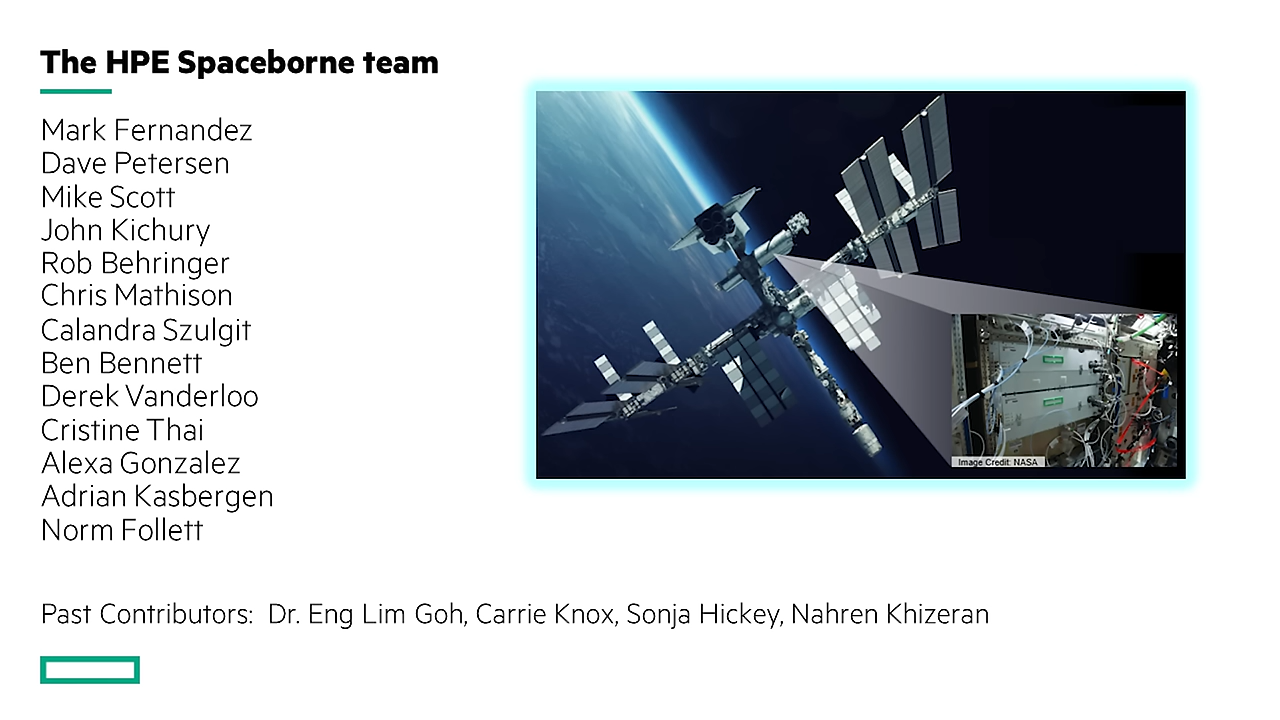 The HPE Spaceborne team
Mark Fernandez
Dave Petersen
Mike Scott
John Kichury
Rob Behringer
Chris Mathison
Calandra Szulgit
Ben Bennett
Derek Vanderloo
Cristine Thai
Alexa Gonzalez
Adrian Kasbergen
Norm Follett
Image Credit: NASA
Past Contributors: Dr. Eng Lim Goh, Carrie Knox, Sonja Hickey, Nahren Khizeran